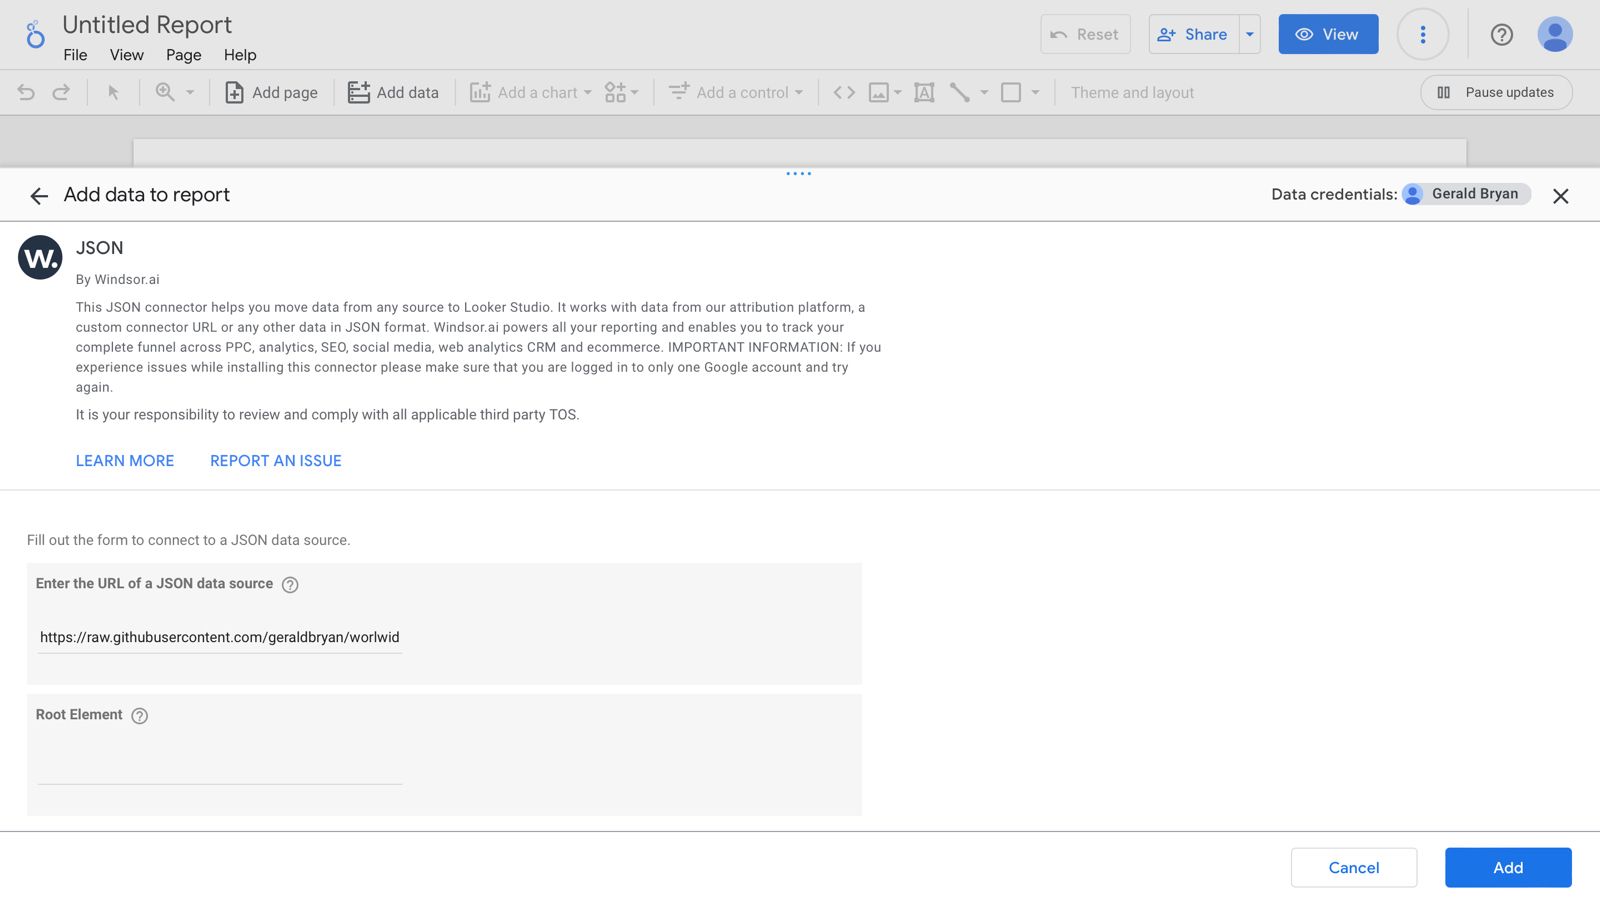 Untitled Report
File View Page Help
Reset
Share
View
Add page
Add data
Add a chart
Add a control
Theme and layout
Pause updates
Add data to report
Data credentials: Gerald Bryan
W.
JSON
By Windsor.ai
This JSON connector helps you move data from any source to Looker Studio. It works with data from our attribution platform, a
custom connector URL or any other data in JSON format. Windsor.ai powers all your reporting and enables you to track your
complete funnel across PPC, analytics, SEO, social media, web analytics CRM and ecommerce. IMPORTANT INFORMATION: If you
experience issues while installing this connector please make sure that you are logged in to only one Google account and try
again.
It is your responsibility to review and comply with all applicable third party TOS.
LEARN MORE REPORT AN ISSUE
Fill out the form to connect to a JSON data source.
Enter the URL of a JSON data source
https://raw.githubusercontent.com/geraldbryan/worlwid
Root Element
Cancel Add